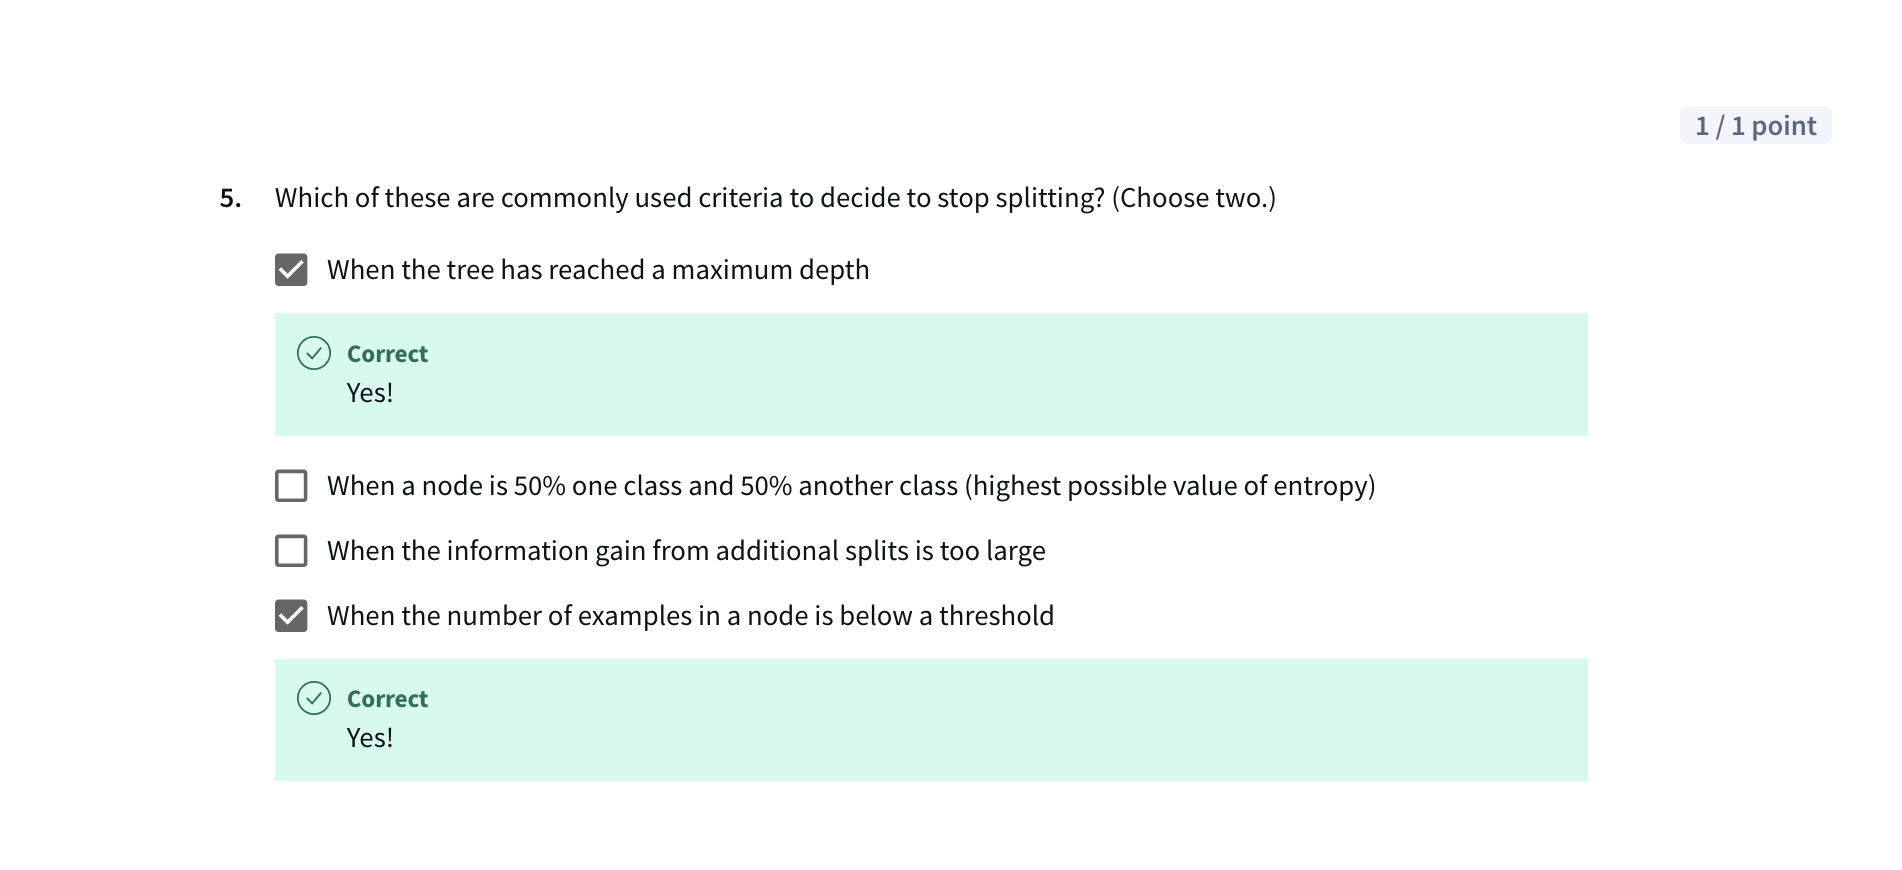 1 / 1 point
5. Which of these are commonly used criteria to decide to stop splitting? (Choose two.)
When the tree has reached a maximum depth
Correct
Yes!
When a node is 50% one class and 50% another class (highest possible value of entropy)
When the information gain from additional splits is too large
When the number of examples in a node is below a threshold
Correct
Yes!